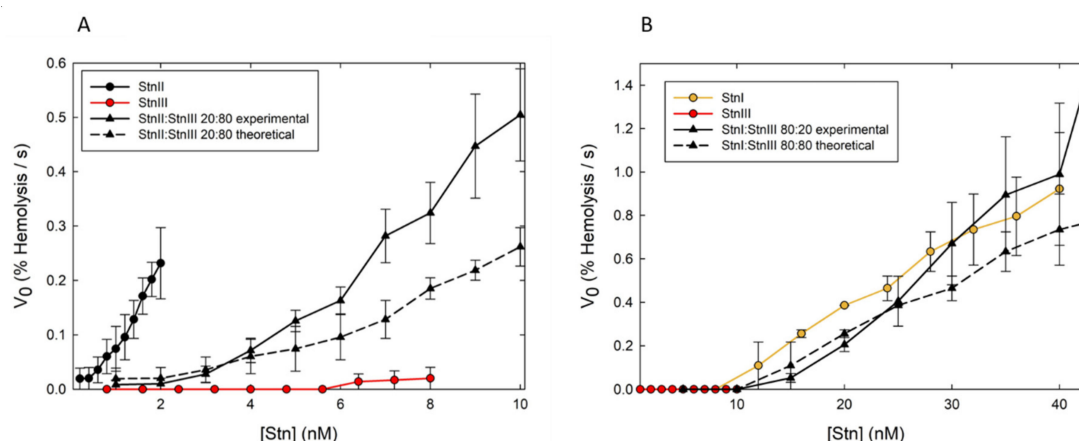 A
0.6
0.5
0.4
0.3
0.2
0.1
0.0
V0 (% Hemolysis / s)
StnII
StnIII
StnII:StnIII 20:80 experimental
StnII:StnIII 20:80 theoretical
2
4
6
8
10
[Stn] (nM)
B
1.4
1.2
1.0
0.8
0.6
0.4
0.2
0.0
V0 (% Hemolysis / s)
StnI
StnIII
StnI:StnIII 80:20 experimental
StnI:StnIII 80:80 theoretical
10
20
30
40
[Stn] (nM)